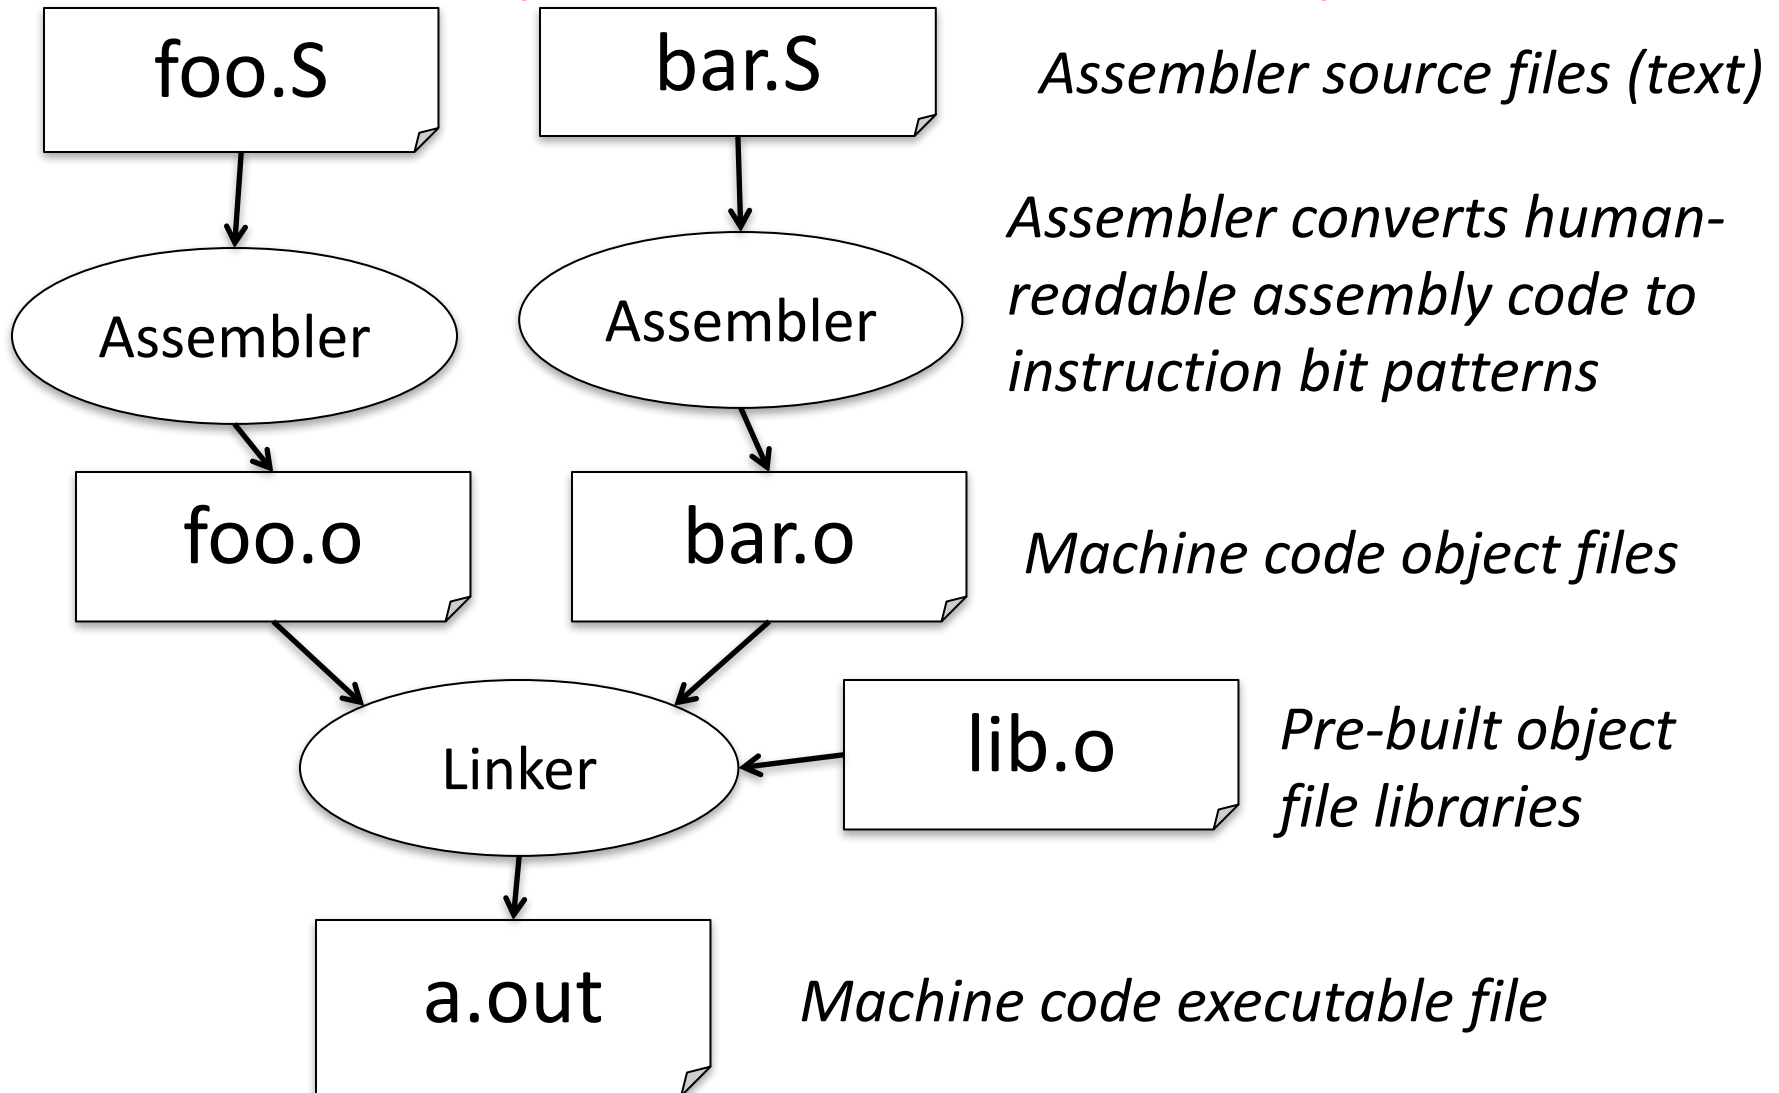 foo.S
bar.S
Assembler source files (text)
Assembler
Assembler
Assembler converts human-
readable assembly code to
instruction bit patterns
foo.o
bar.o
Machine code object files
Linker
lib.o
Pre-built object
file libraries
a.out
Machine code executable file